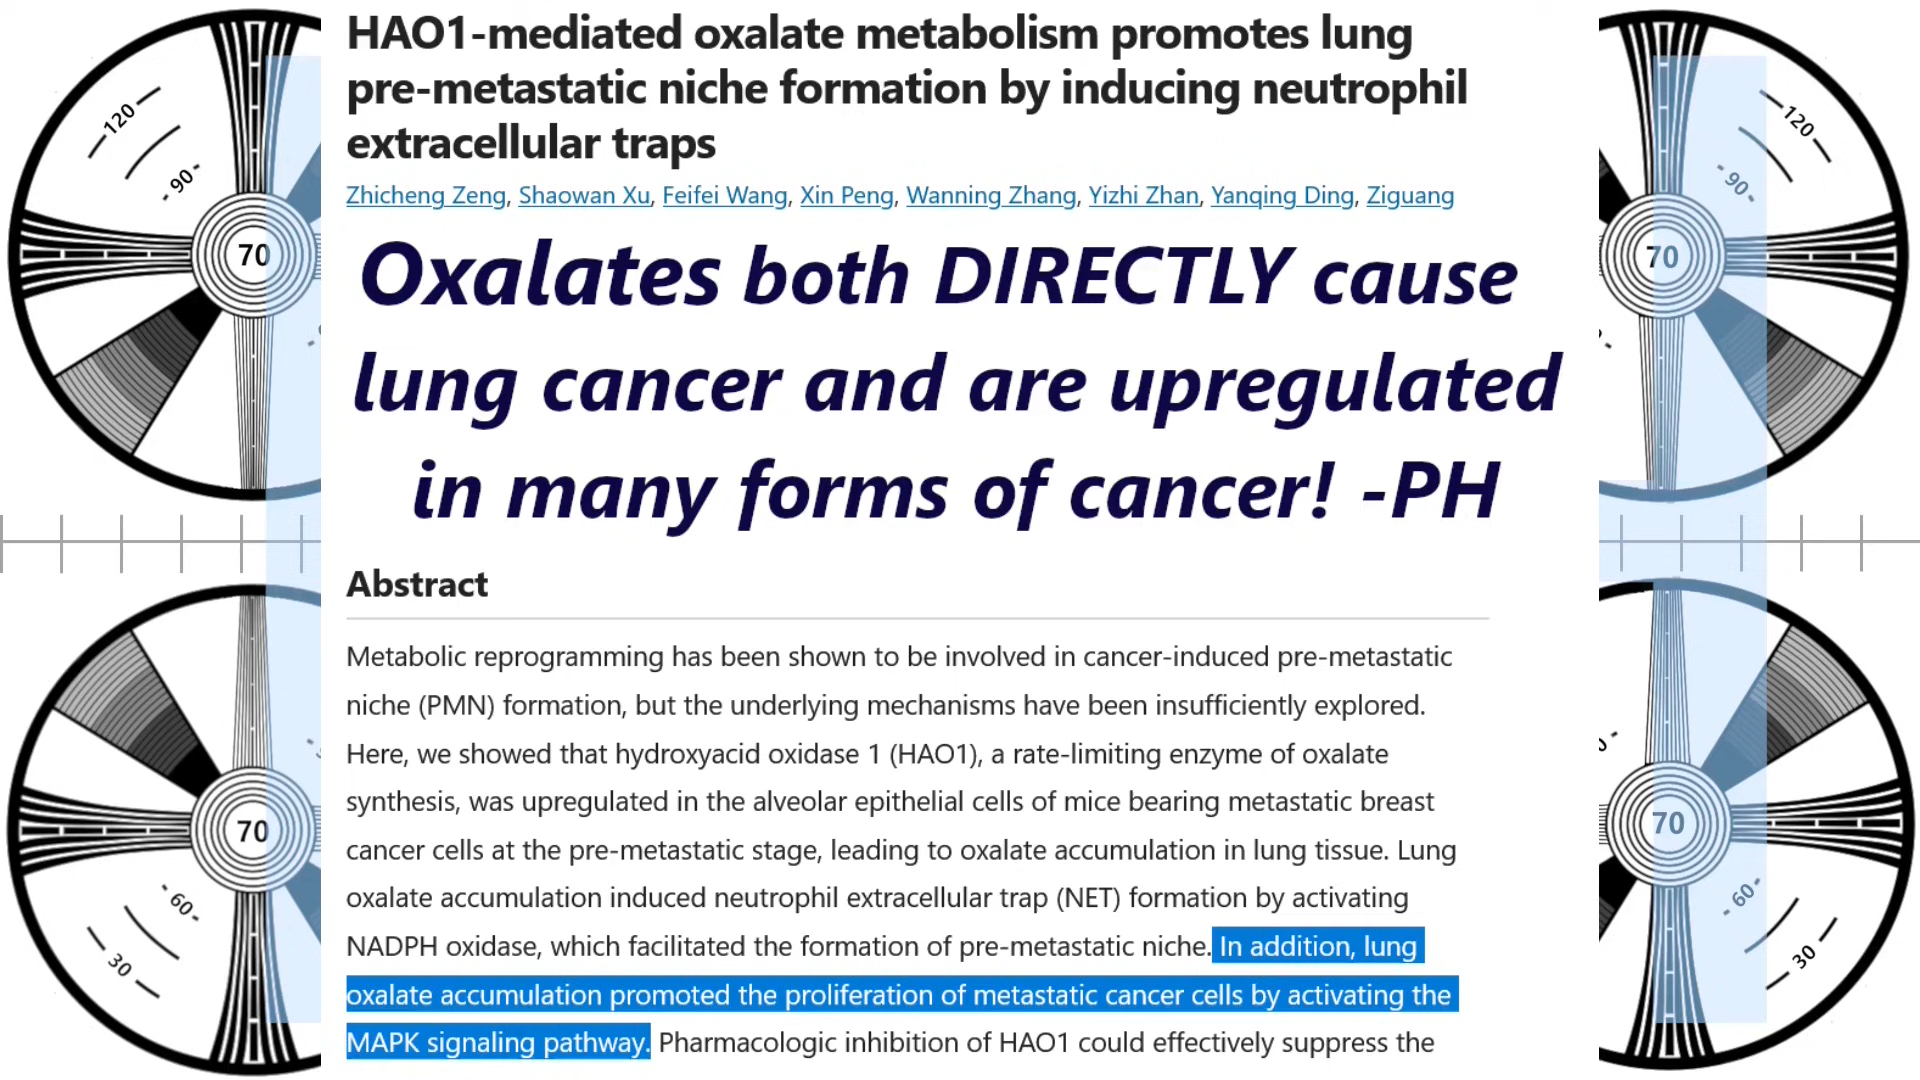 HAO1-mediated oxalate metabolism promotes lung
pre-metastatic niche formation by inducing neutrophil
extracellular traps
Zhicheng Zeng, Shaowan Xu, Feifei Wang, Xin Peng, Wanning Zhang, Yizhi Zhan, Yanqing Ding, Ziguang
Oxalates both DIRECTLY cause
lung cancer and are upregulated
in many forms of cancer! -PH
Abstract
Metabolic reprogramming has been shown to be involved in cancer-induced pre-metastatic
niche (PMN) formation, but the underlying mechanisms have been insufficiently explored.
Here, we showed that hydroxyacid oxidase 1 (HAO1), a rate-limiting enzyme of oxalate
synthesis, was upregulated in the alveolar epithelial cells of mice bearing metastatic breast
cancer cells at the pre-metastatic stage, leading to oxalate accumulation in lung tissue. Lung
oxalate accumulation induced neutrophil extracellular trap (NET) formation by activating
NADPH oxidase, which facilitated the formation of pre-metastatic niche. In addition, lung
oxalate accumulation promoted the proliferation of metastatic cancer cells by activating the
MAPK signaling pathway. Pharmacologic inhibition of HAO1 could effectively suppress the
120
- 90 -
70
120
- 90 -
70
70
- 60 -
30
70
- 60 -
30